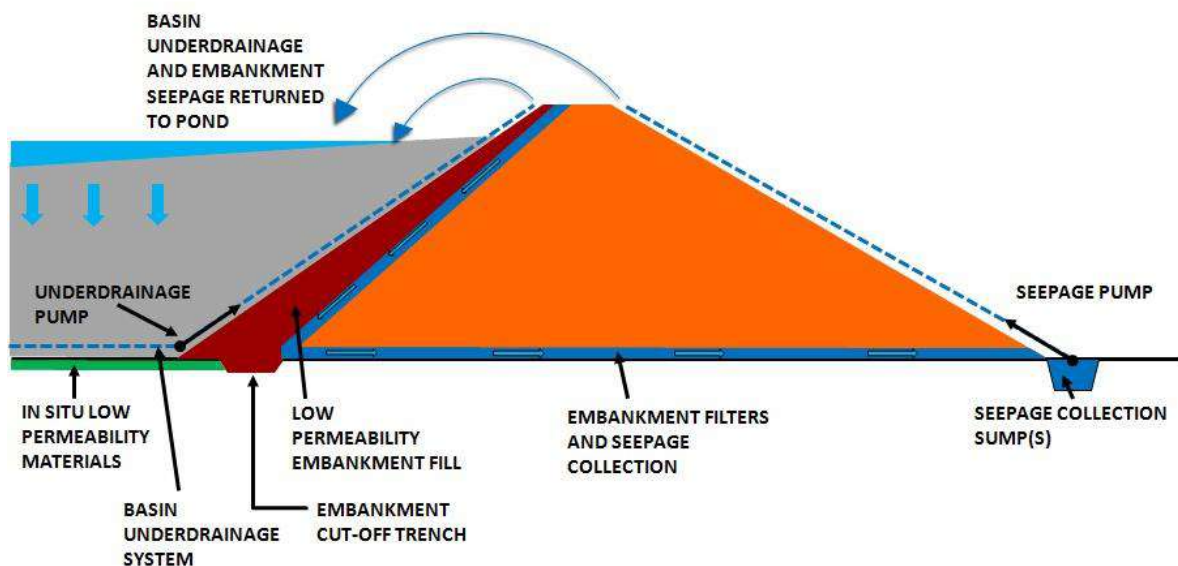 BASIN
UNDERDRAINAGE
AND EMBANKMENT
SEEPAGE RETURNED
TO POND
UNDERDRAINAGE
PUMP
SEEPAGE PUMP
IN SITU LOW
PERMEABILITY
MATERIALS
LOW
PERMEABILITY
EMBANKMENT FILL
EMBANKMENT FILTERS
AND SEEPAGE
COLLECTION
SEEPAGE COLLECTION
SUMP(S)
BASIN
UNDERDRAINAGE
SYSTEM
EMBANKMENT
CUT-OFF TRENCH